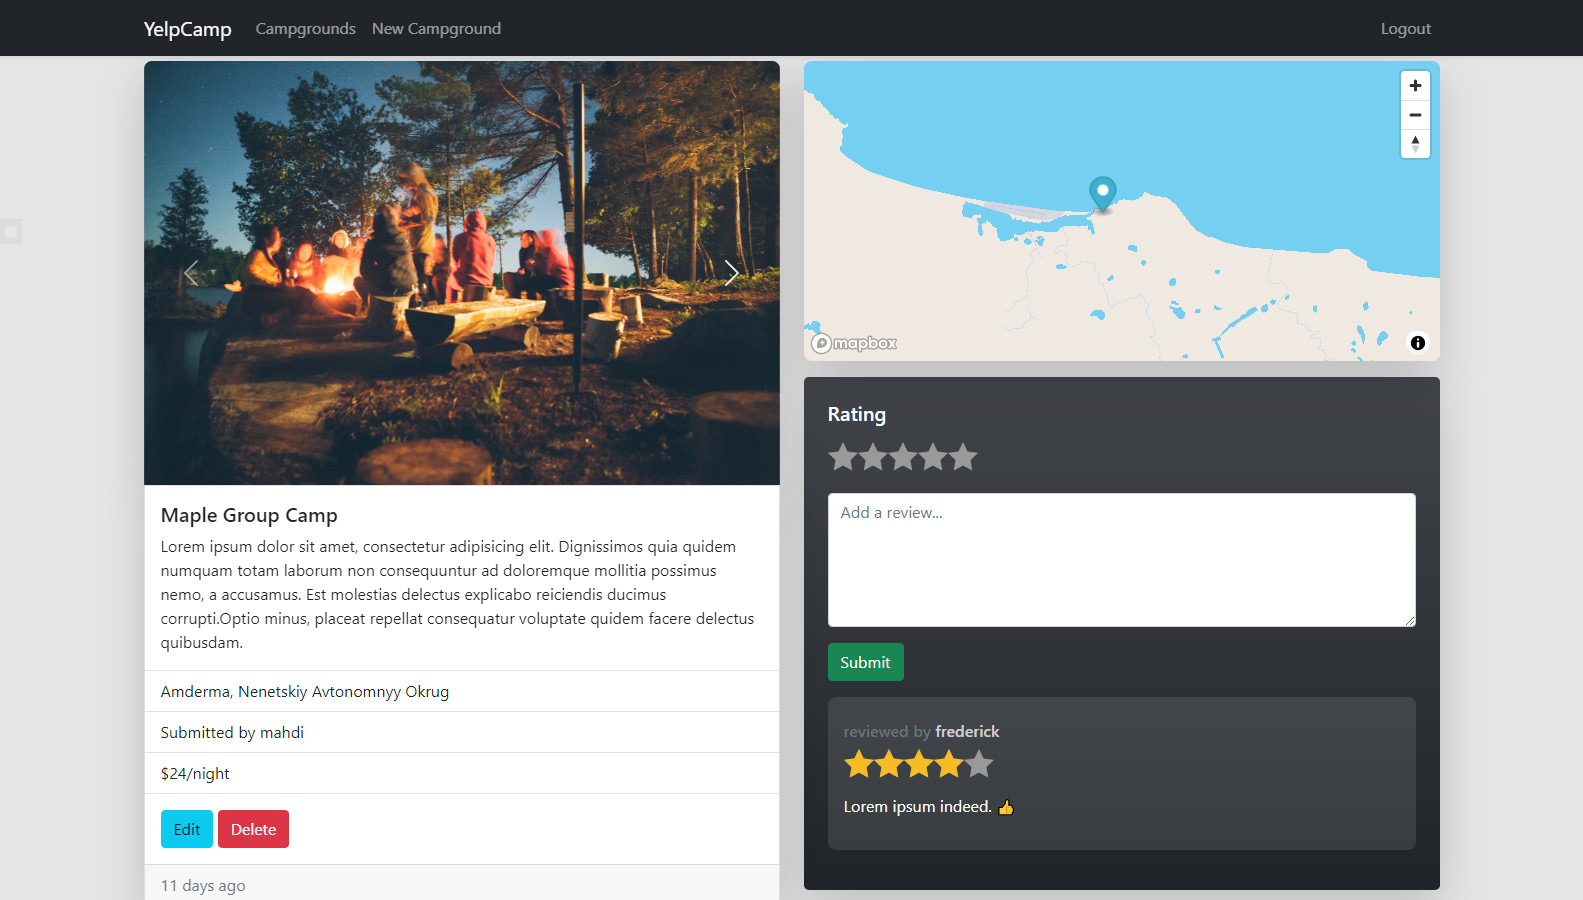 YelpCamp Campgrounds New Campground Logout
Maple Group Camp
Lorem ipsum dolor sit amet, consectetur adipisicing elit. Dignissimos quia quidem
numquam totam laborum non consequuntur ad doloremque mollitia possimus
nemo, a accusamus. Est molestias delectus explicabo reiciendis ducimus
corrupti.Optio minus, placeat repellat consequatur voluptate quidem facere delectus
quibusdam.
Amderma, Nenetskiy Avtonomnyy Okrug
Submitted by mahdi
$24/night
Edit Delete
11 days ago
mapbox
Rating
Add a review...
Submit
reviewed by frederick
Lorem ipsum indeed. 👍